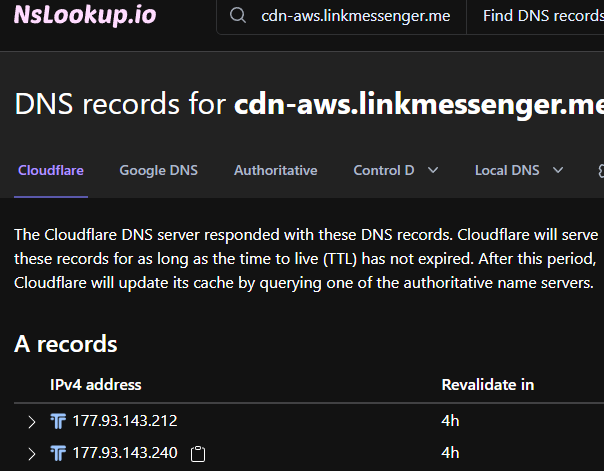 NsLookup.io
cdn-aws.linkmessenger.me
Find DNS records
DNS records for cdn-aws.linkmessenger.me
Cloudflare
Google DNS
Authoritative
Control D
Local DNS
The Cloudflare DNS server responded with these DNS records. Cloudflare will serve
these records for as long as the time to live (TTL) has not expired. After this period,
Cloudflare will update its cache by querying one of the authoritative name servers.
A records
IPv4 address
Revalidate in
177.93.143.212
4h
177.93.143.240
4h